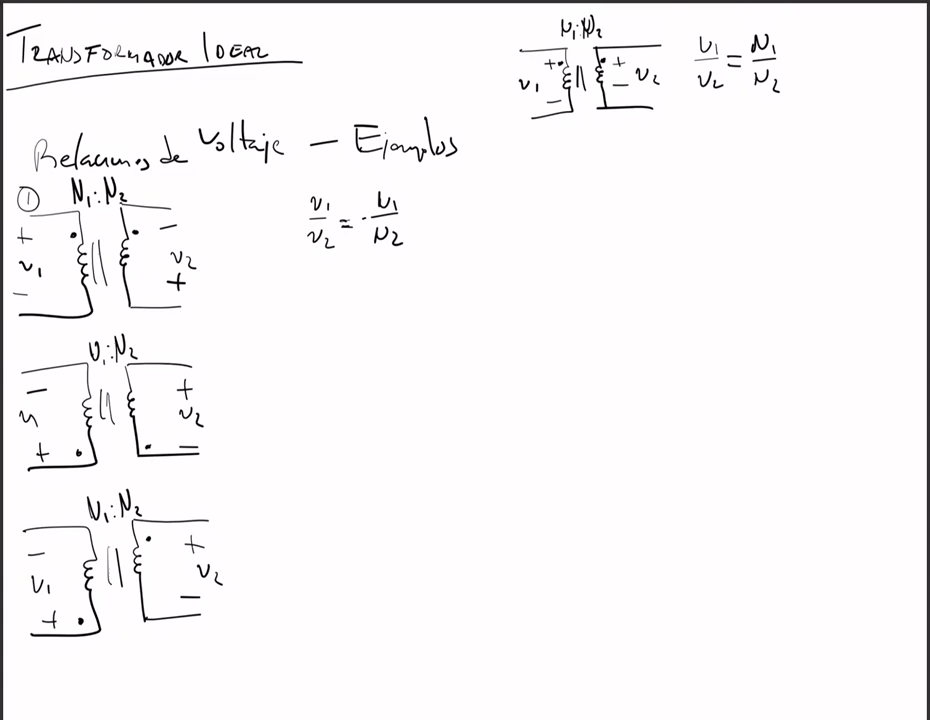 TRANSFORMADOR IDEAL
N₁:N₂
+ + v₁/v₂ = N₁/N₂
v₁ v₂
- -
Relaciones de Voltaje — Ejemplos
① N₁:N₂
+ - v₁/v₂ = -N₁/N₂
v₁ v₂
- +
N₁:N₂
- +
v₁ v₂
+ -
N₁:N₂
- +
v₁ v₂
+ -